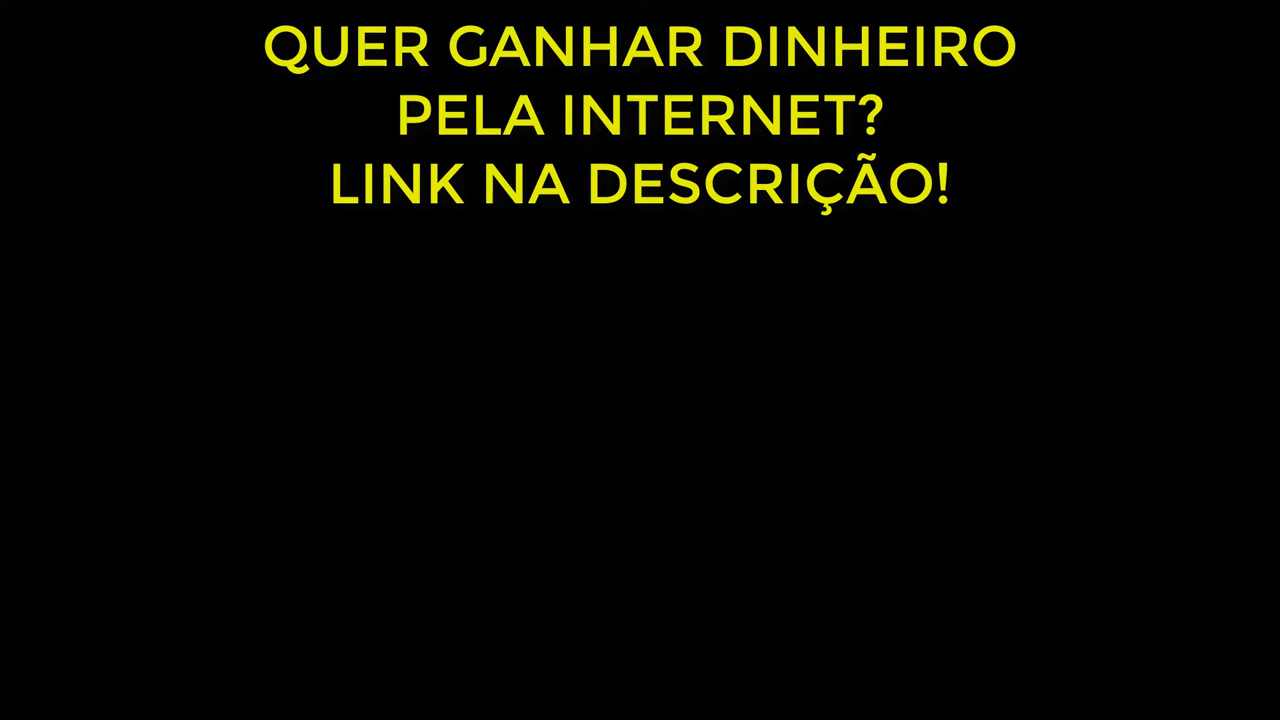 QUER GANHAR DINHEIRO
PELA INTERNET?
LINK NA DESCRIÇÃO!